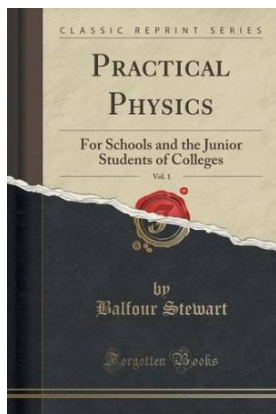 CLASSIC REPRINT SERIES
PRACTICAL
PHYSICS
For Schools and the Junior
Students of Colleges
Vol. 1
by
Balfour Stewart
Forgotten Books